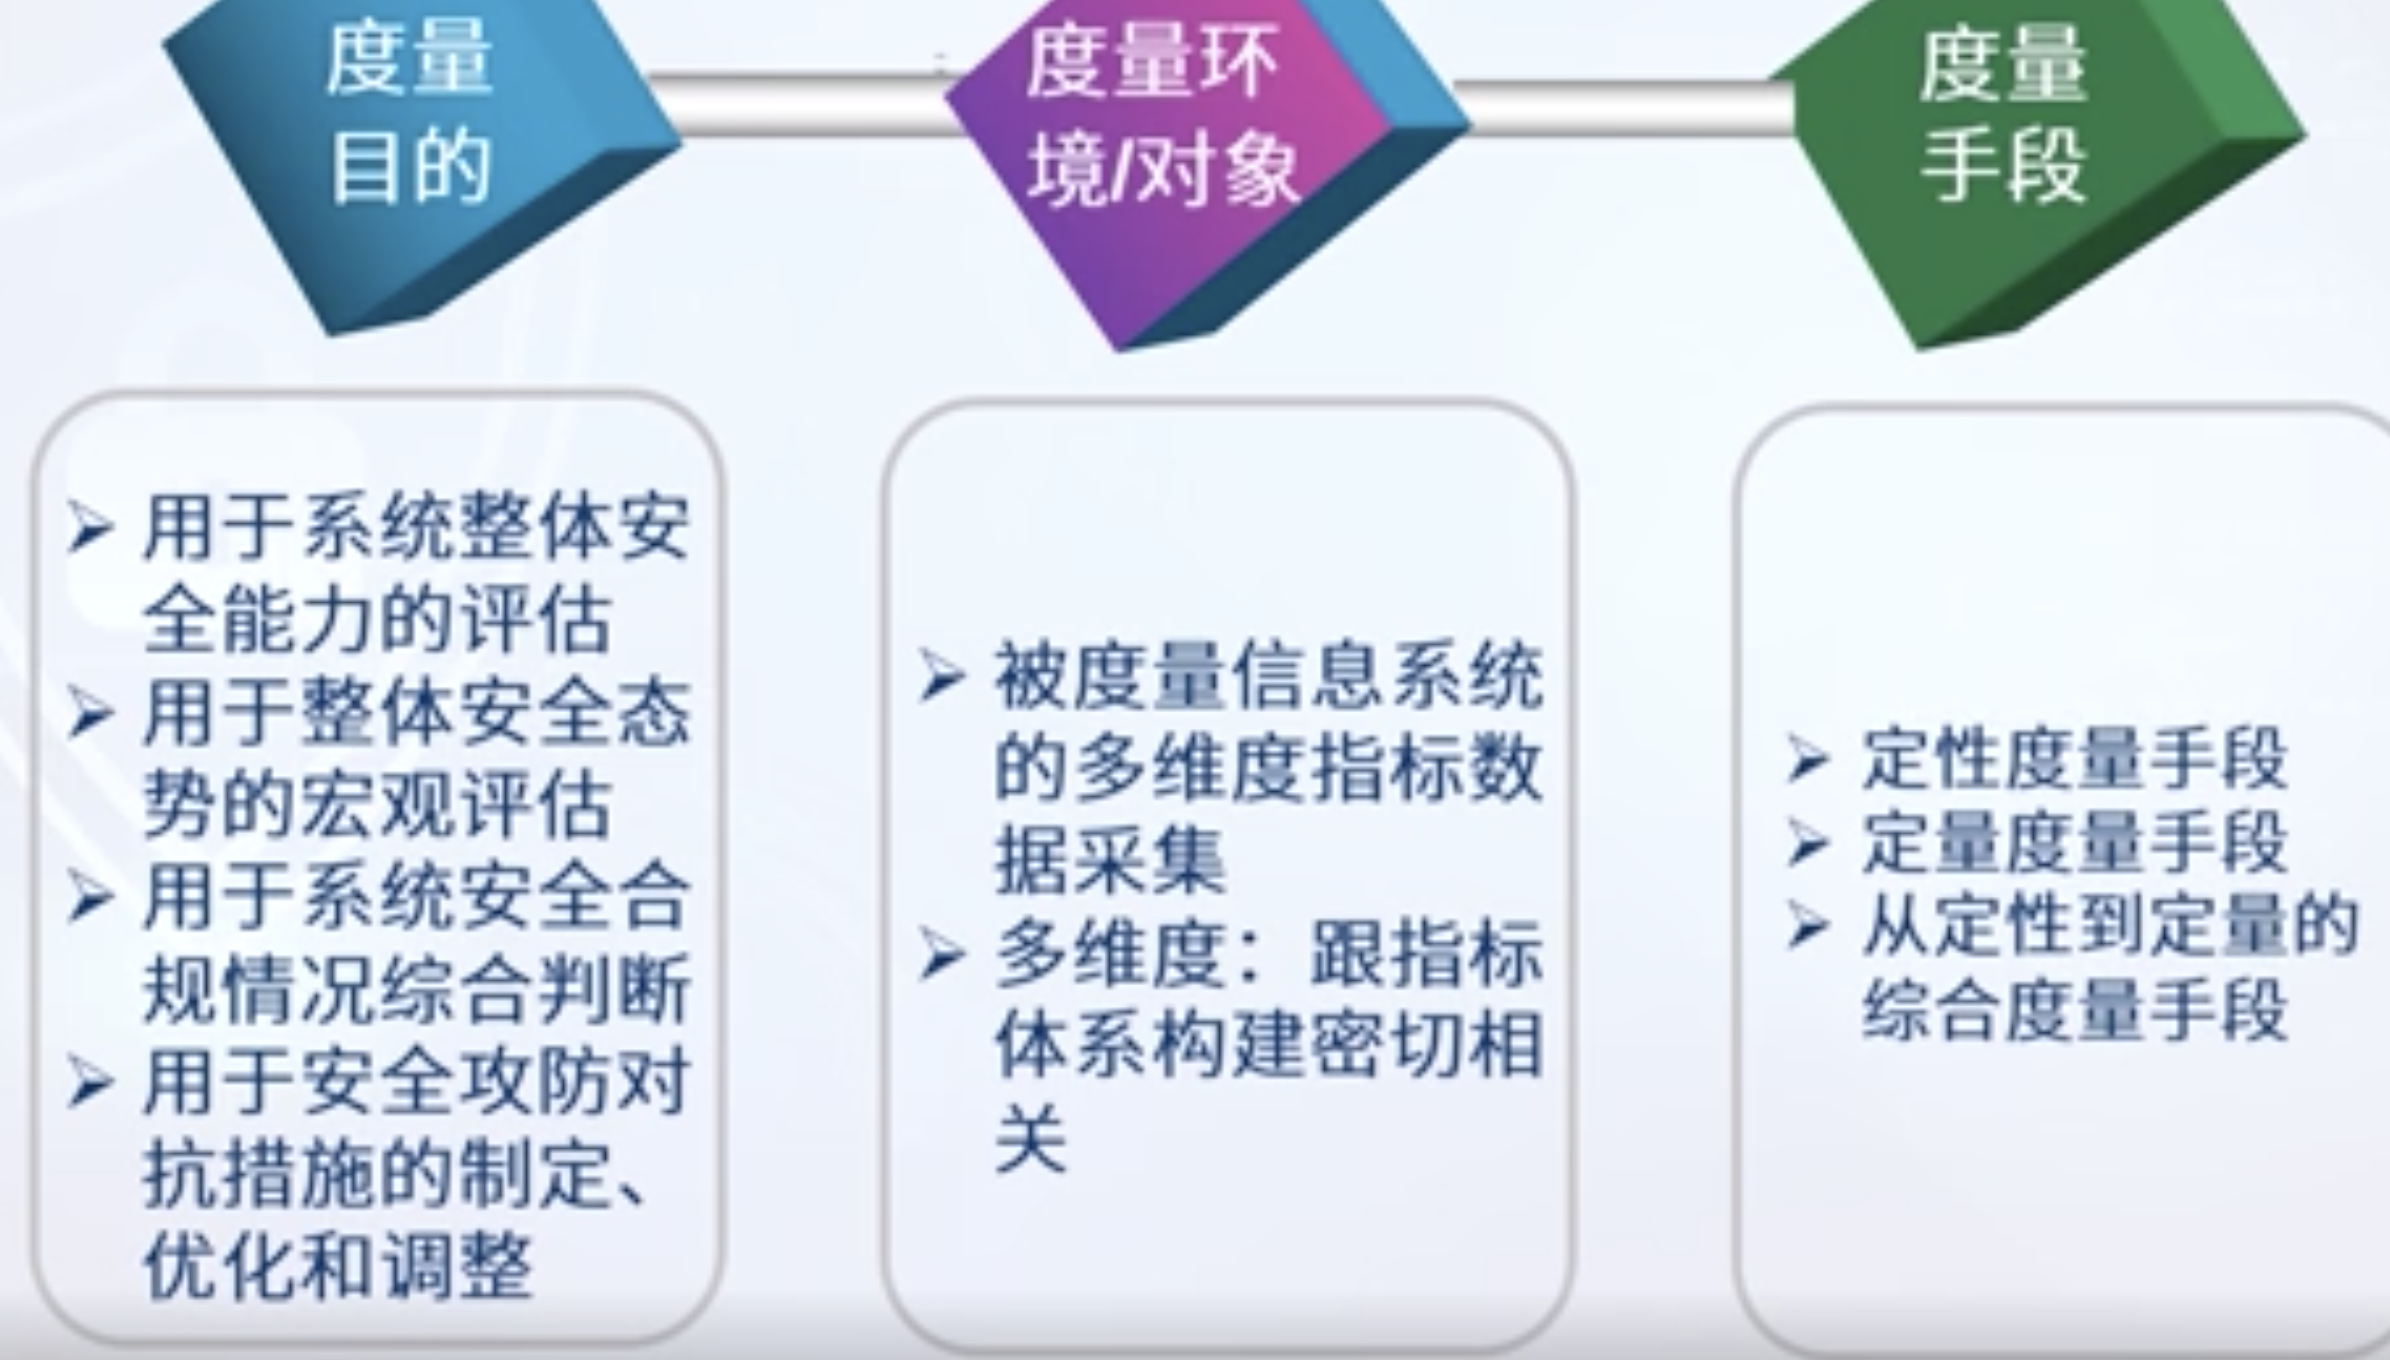 度量
目的
度量环
境/对象
度量
手段
➢ 用于系统整体安
全能力的评估
➢ 用于整体安全态
势的宏观评估
➢ 用于系统安全合
规情况综合判断
➢ 用于安全攻防对
抗措施的制定、
优化和调整
➢ 被度量信息系统
的多维度指标数
据采集
➢ 多维度：跟指标
体系构建密切相
关
➢ 定性度量手段
➢ 定量度量手段
➢ 从定性到定量的
综合度量手段